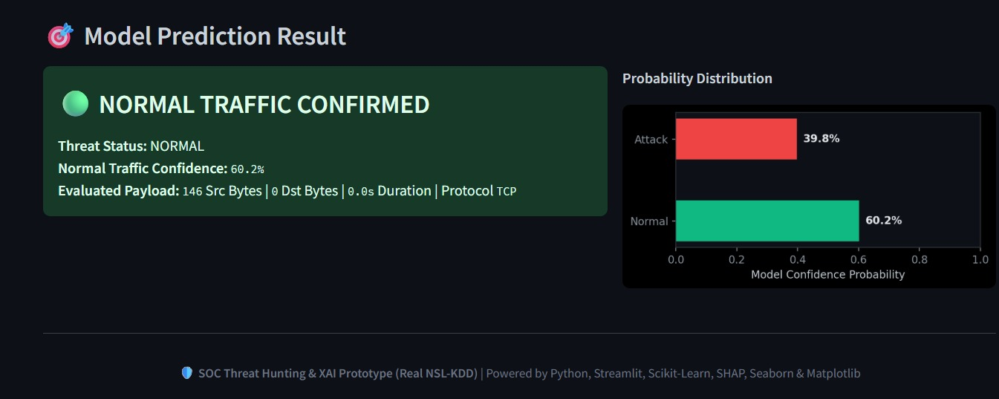 Model Prediction Result
NORMAL TRAFFIC CONFIRMED
Threat Status: NORMAL
Normal Traffic Confidence: 60.2%
Evaluated Payload: 146 Src Bytes | 0 Dst Bytes | 0.0s Duration | Protocol TCP
Probability Distribution
Attack
39.8%
Normal
60.2%
0.0 0.2 0.4 0.6 0.8 1.0
Model Confidence Probability
SOC Threat Hunting & XAI Prototype (Real NSL-KDD) | Powered by Python, Streamlit, Scikit-Learn, SHAP, Seaborn & Matplotlib